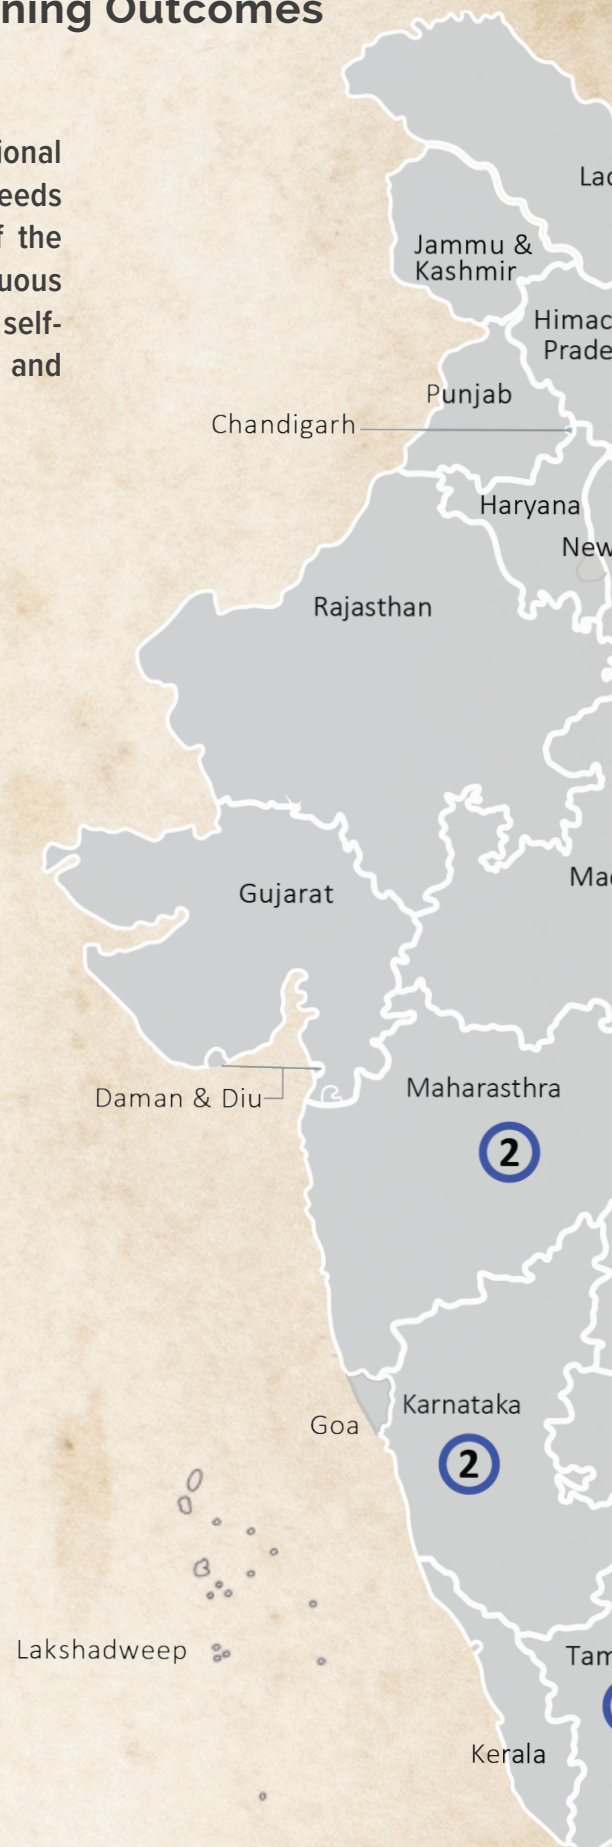 ning Outcomes
ional
eeds
f the
uous
self-
and
Lad
Jammu &
Kashmir
Himac
Prade
Punjab
Chandigarh
Haryana
New
Rajasthan
Mad
Gujarat
Daman & Diu
Maharasthra
2
Karnataka
Goa
2
Lakshadweep
Tam
Kerala